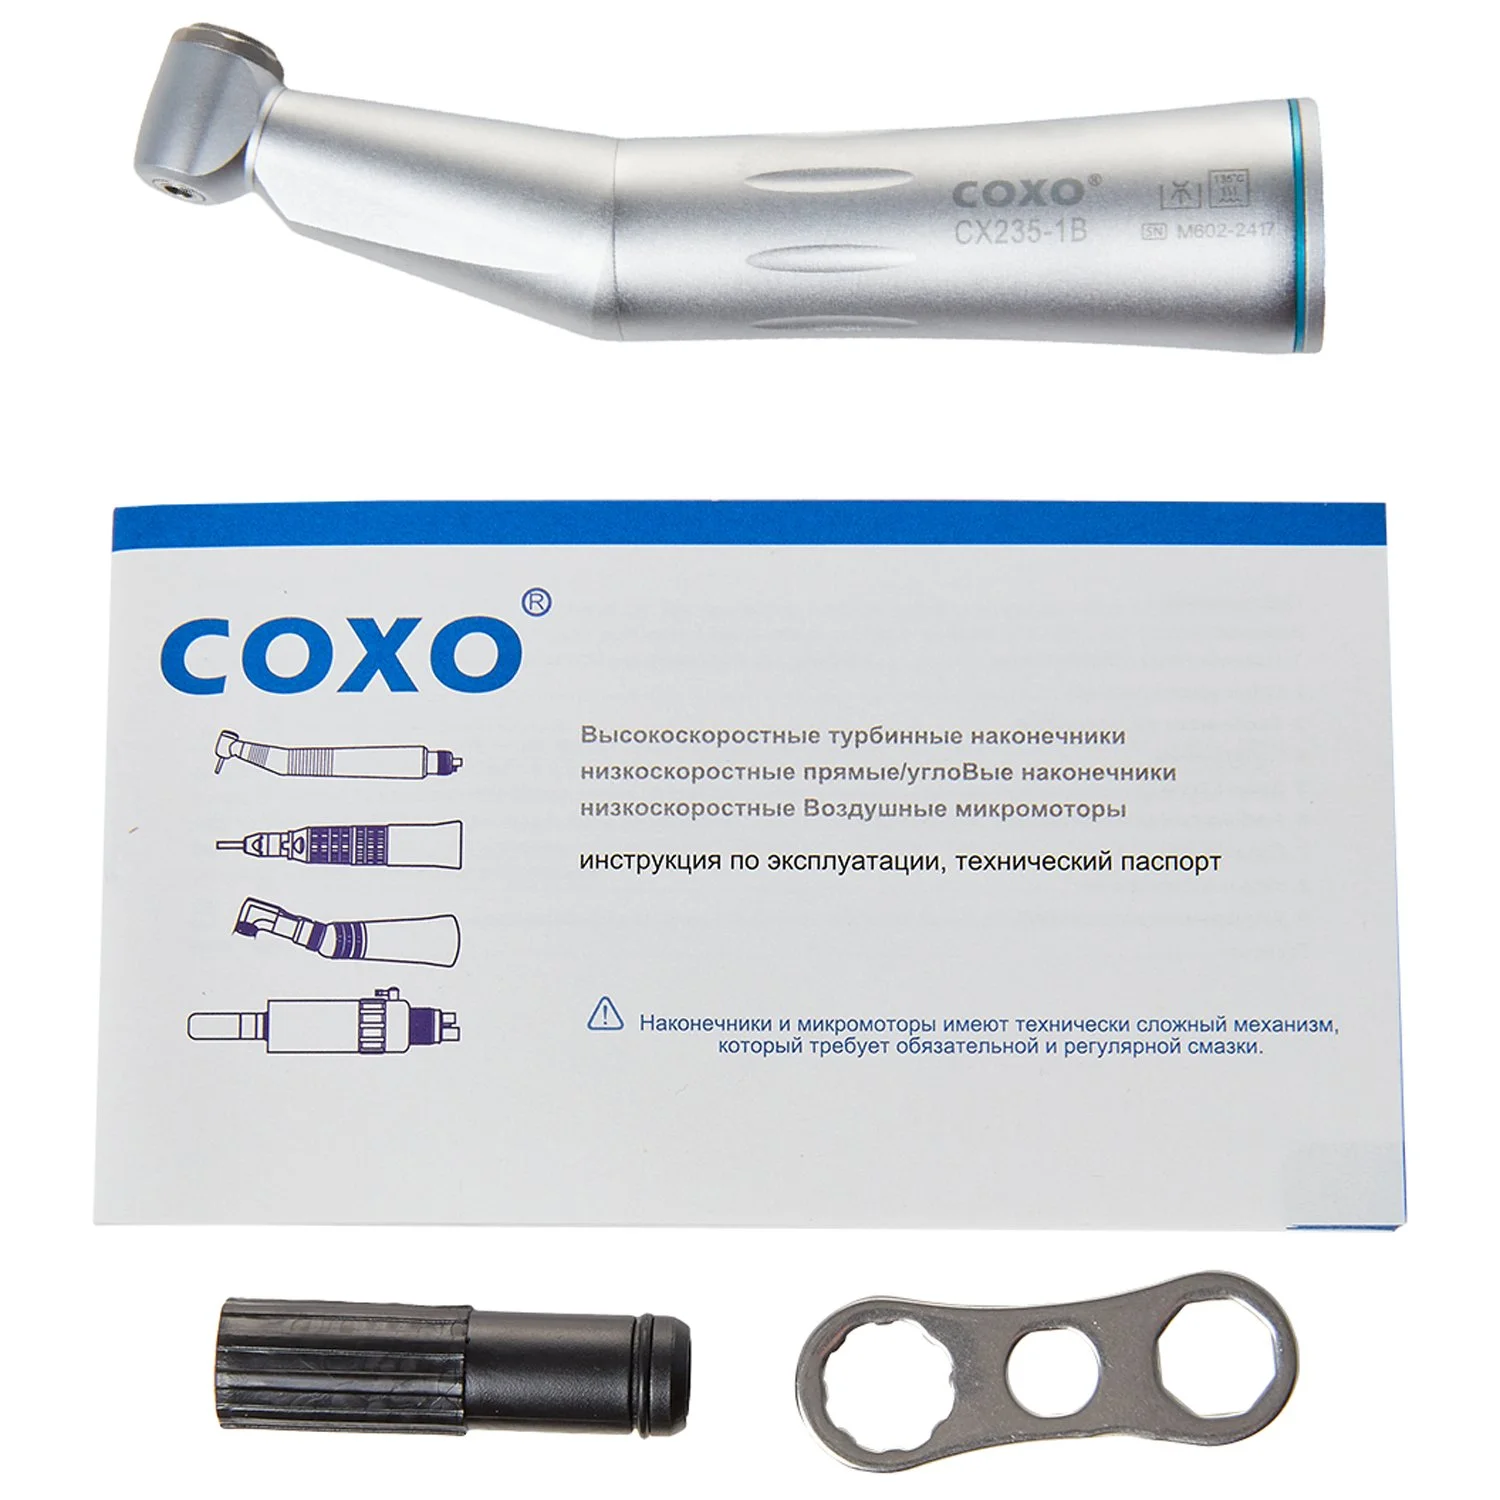 COXO®
CX235-1B
135°C
SN M602-2417
COXO®
Высокоскоростные турбинные наконечники
низкоскоростные прямые/углоВые наконечники
низкоскоростные Воздушные микромоторы
инструкция по эксплуатации, технический паспорт
Наконечники и микромоторы имеют технически сложный механизм,
который требует обязательной и регулярной смазки.